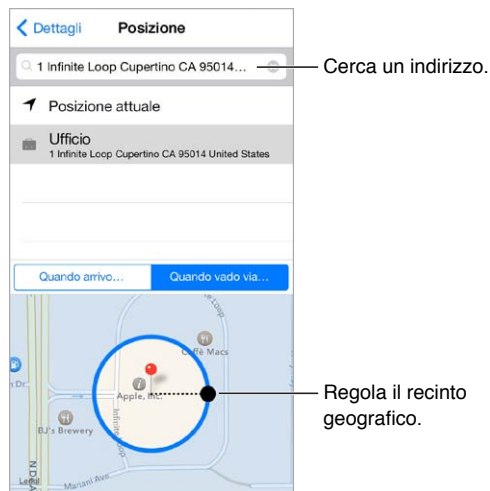 Dettagli Posizione
1 Infinite Loop Cupertino CA 95014...
Cerca un indirizzo.
Posizione attuale
Ufficio
1 Infinite Loop Cupertino CA 95014 United States
Quando arrivo...
Quando vado via...
Loop
Caffè Macs
Apple, Inc.
Infinite Loop
BJ's Brewery
Mariani Ave
Legal
N D
Dr
Regola il recinto
geografico.